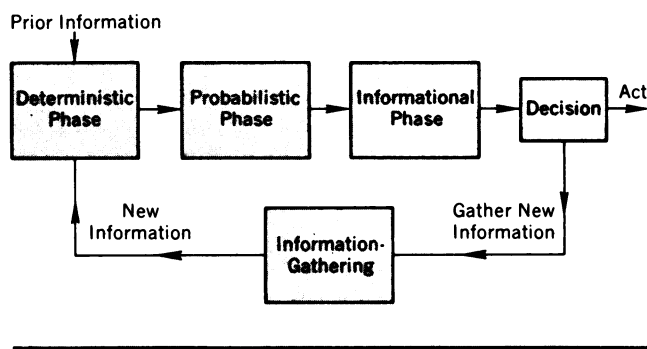 Prior Information
Deterministic
Phase
Probabilistic
Phase
Informational
Phase
Decision
Act
New
Information
Information-
Gathering
Gather New
Information